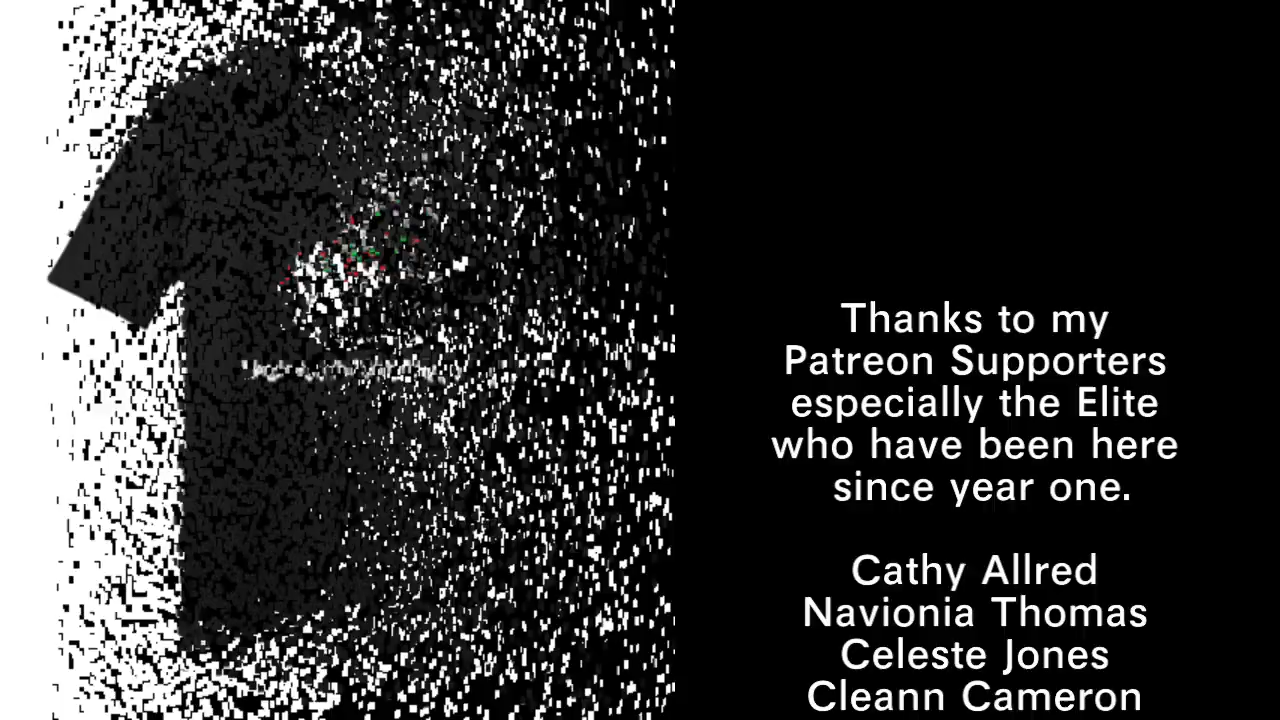 Thanks to my
Patreon Supporters
especially the Elite
who have been here
since year one.
Cathy Allred
Navionia Thomas
Celeste Jones
Cleann Cameron